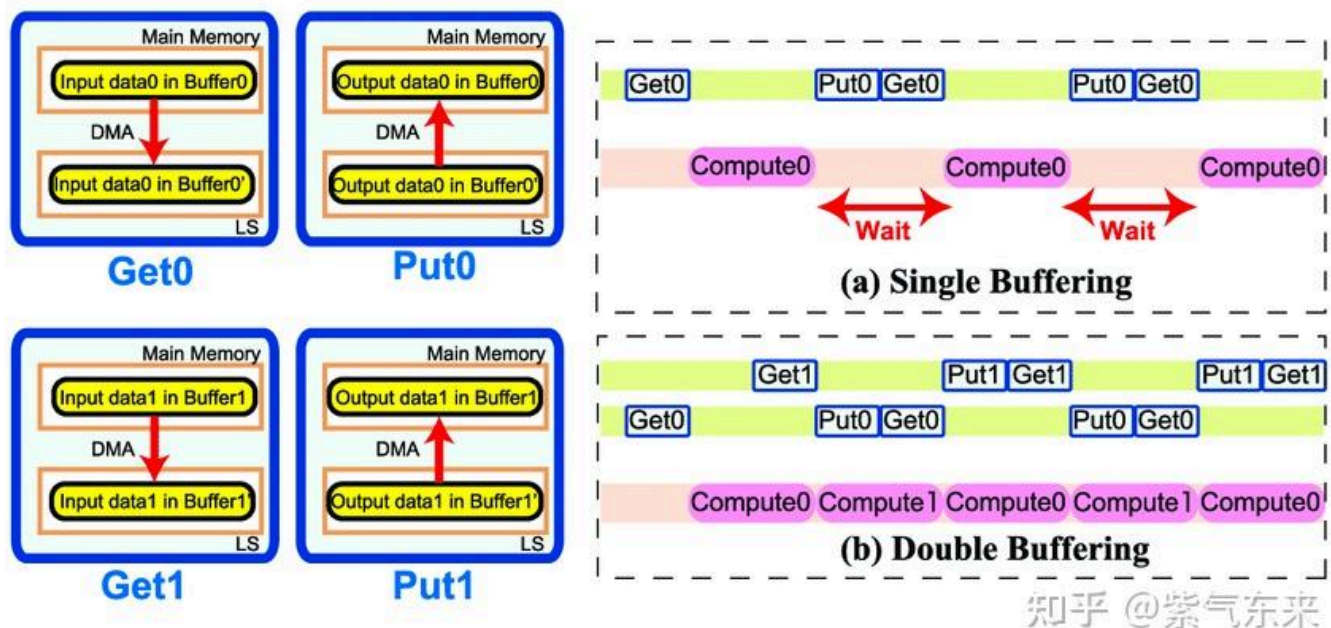 Main Memory
Input data0 in Buffer0
DMA
Input data0 in Buffer0'
LS
Get0
Main Memory
Output data0 in Buffer0
DMA
Output data0 in Buffer0'
LS
Put0
Main Memory
Input data1 in Buffer1
DMA
Input data1 in Buffer1'
LS
Get1
Main Memory
Output data1 in Buffer1
DMA
Output data1 in Buffer1'
LS
Put1
Get0 Put0 Get0 Put0 Get0
Compute0 Compute0 Compute0
Wait Wait
(a) Single Buffering
Get1 Put1 Get1 Put1 Get1
Get0 Put0 Get0 Put0 Get0
Compute0 Compute1 Compute0 Compute1 Compute0
(b) Double Buffering
知乎 @紫气东来